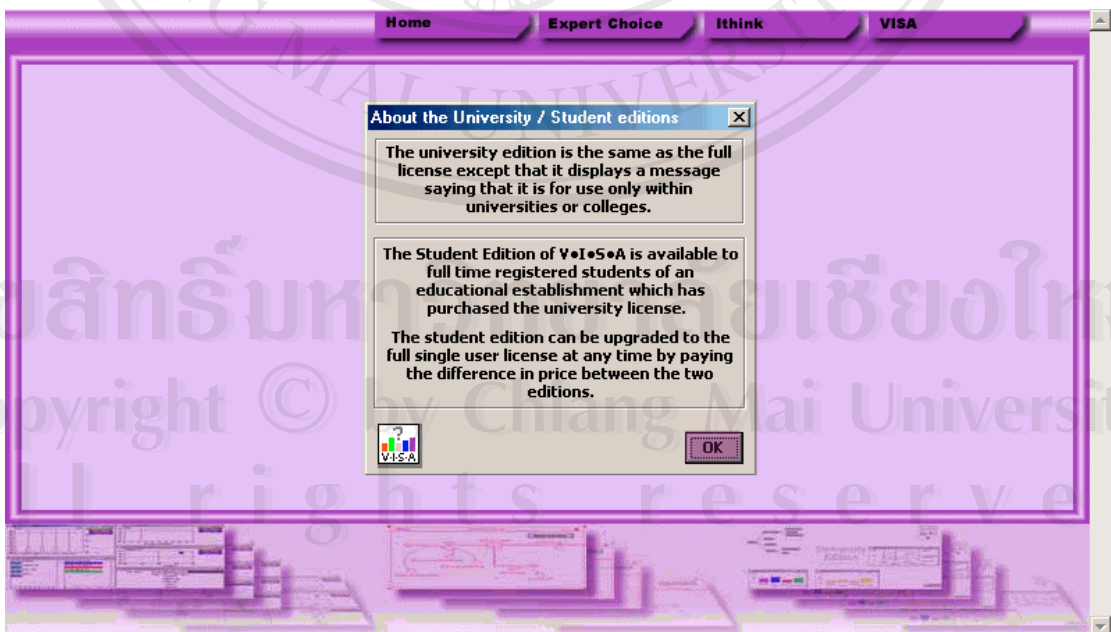 Home
Expert Choice
Ithink
VISA
About the University / Student editions
The university edition is the same as the full
license except that it displays a message
saying that it is for use only within
universities or colleges.
The Student Edition of V•I•S•A is available to
full time registered students of an
educational establishment which has
purchased the university license.
The student edition can be upgraded to the
full single user license at any time by paying
the difference in price between the two
editions.
?
V·I·S·A
OK
G MAI UNIVERSIT
opyright © by Chiang Mai Universit
l l r i g h t s r e s e r v e